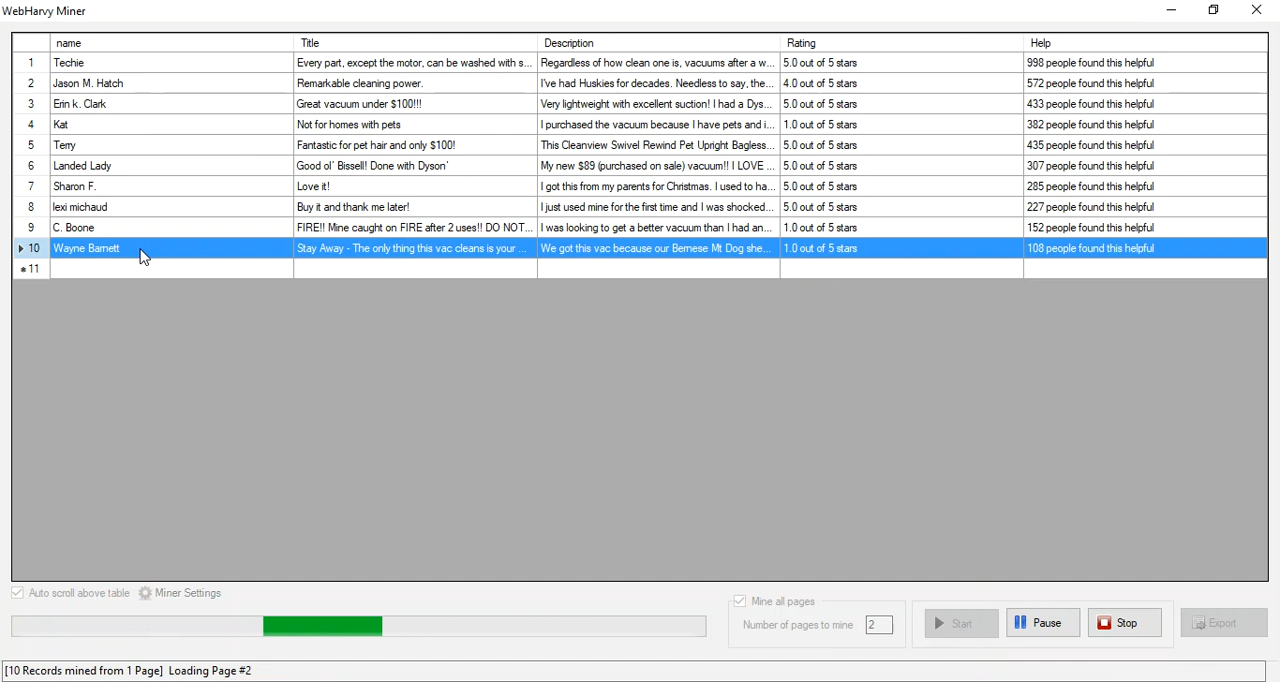 WebHarvy Miner
name Title Description Rating Help
1 Techie Every part, except the motor, can be washed with s... Regardless of how clean one is, vacuums after a w... 5.0 out of 5 stars 998 people found this helpful
2 Jason M. Hatch Remarkable cleaning power. I've had Huskies for decades. Needless to say, the... 4.0 out of 5 stars 572 people found this helpful
3 Erin k. Clark Great vacuum under $100!!! Very lightweight with excellent suction! I had a Dys... 5.0 out of 5 stars 433 people found this helpful
4 Kat Not for homes with pets I purchased the vacuum because I have pets and i... 1.0 out of 5 stars 382 people found this helpful
5 Terry Fantastic for pet hair and only $100! This Cleanview Swivel Rewind Pet Upright Bagless... 5.0 out of 5 stars 435 people found this helpful
6 Landed Lady Good ol' Bissell! Done with Dyson' My new $89 (purchased on sale) vacuum!! I LOVE ... 5.0 out of 5 stars 307 people found this helpful
7 Sharon F. Love it! I got this from my parents for Christmas. I used to ha... 5.0 out of 5 stars 285 people found this helpful
8 lexi michaud Buy it and thank me later! I just used mine for the first time and I was shocked... 5.0 out of 5 stars 227 people found this helpful
9 C. Boone FIRE!! Mine caught on FIRE after 2 uses!! DO NOT... I was looking to get a better vacuum than I had an... 1.0 out of 5 stars 152 people found this helpful
10 Wayne Barnett Stay Away - The only thing this vac cleans is your ... We got this vac because our Bernese Mt Dog she... 1.0 out of 5 stars 108 people found this helpful
* 11
Auto scroll above table Miner Settings
Mine all pages
Number of pages to mine 2 Start Pause Stop Export
[10 Records mined from 1 Page] Loading Page #2